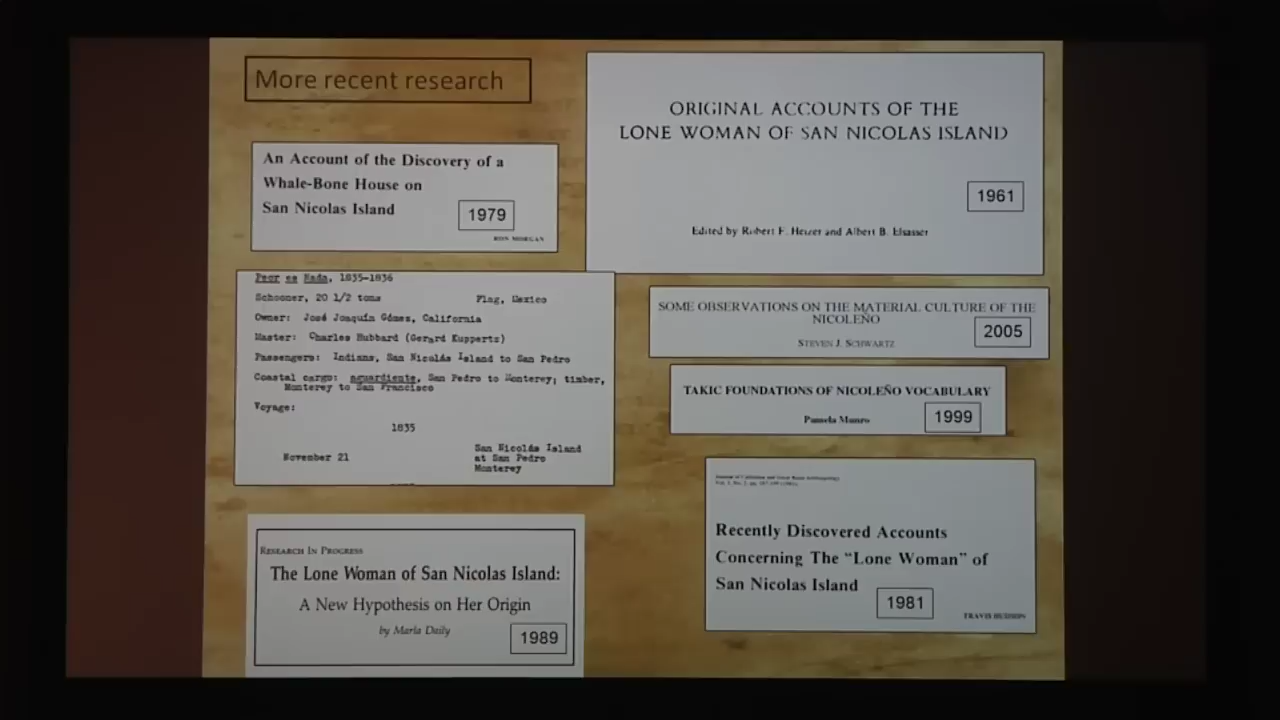 More recent research
An Account of the Discovery of a
Whale-Bone House on
San Nicolas Island
1979
RON MORGAN
ORIGINAL ACCOUNTS OF THE
LONE WOMAN OF SAN NICOLAS ISLAND
1961
Edited by Robert F. Heizer and Albert B. Elsasser
Peor es Nada, 1835-1836
Schooner, 20 1/2 tons Flag, Mexico
Owner: José Joaquín Gómez, California
Master: Charles Hubbard (Gerard Kuppertz)
Passengers: Indians, San Nicolás Island to San Pedro
Coastal cargo: aguardiente, San Pedro to Monterey; timber,
Monterey to San Francisco
Voyage:
1835
November 21
San Nicolás Island
at San Pedro
Monterey
SOME OBSERVATIONS ON THE MATERIAL CULTURE OF THE
NICOLEÑO
2005
STEVEN J. SCHWARTZ
TAKIC FOUNDATIONS OF NICOLEÑO VOCABULARY
Pamela Munro
1999
RESEARCH IN PROGRESS
The Lone Woman of San Nicolas Island:
A New Hypothesis on Her Origin
by Marla Daily
1989
Recently Discovered Accounts
Concerning The “Lone Woman” of
San Nicolas Island
1981
TRAVIS HUDSON